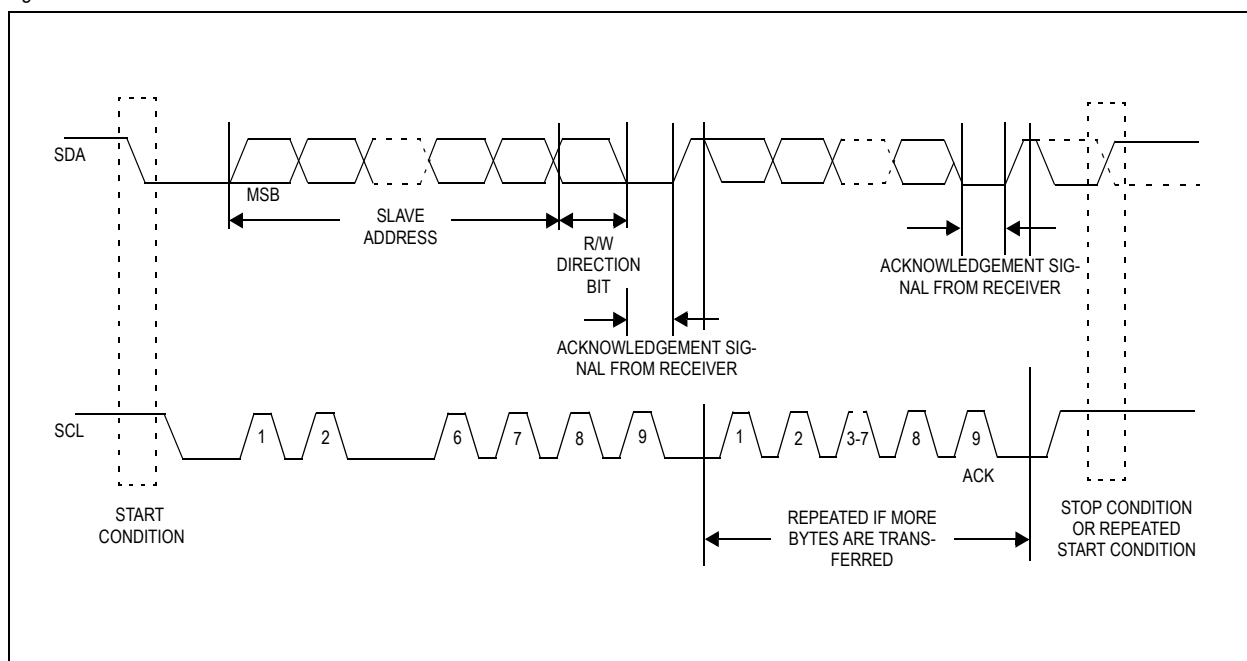 SDA
MSB
SLAVE
ADDRESS
R/W
DIRECTION
BIT
ACKNOWLEDGEMENT SIG-
NAL FROM RECEIVER
ACKNOWLEDGEMENT SIG-
NAL FROM RECEIVER
SCL
1
2
6
7
8
9
1
2
3-7
8
9
ACK
START
CONDITION
REPEATED IF MORE
BYTES ARE TRANS-
FERRED
STOP CONDITION
OR REPEATED
START CONDITION